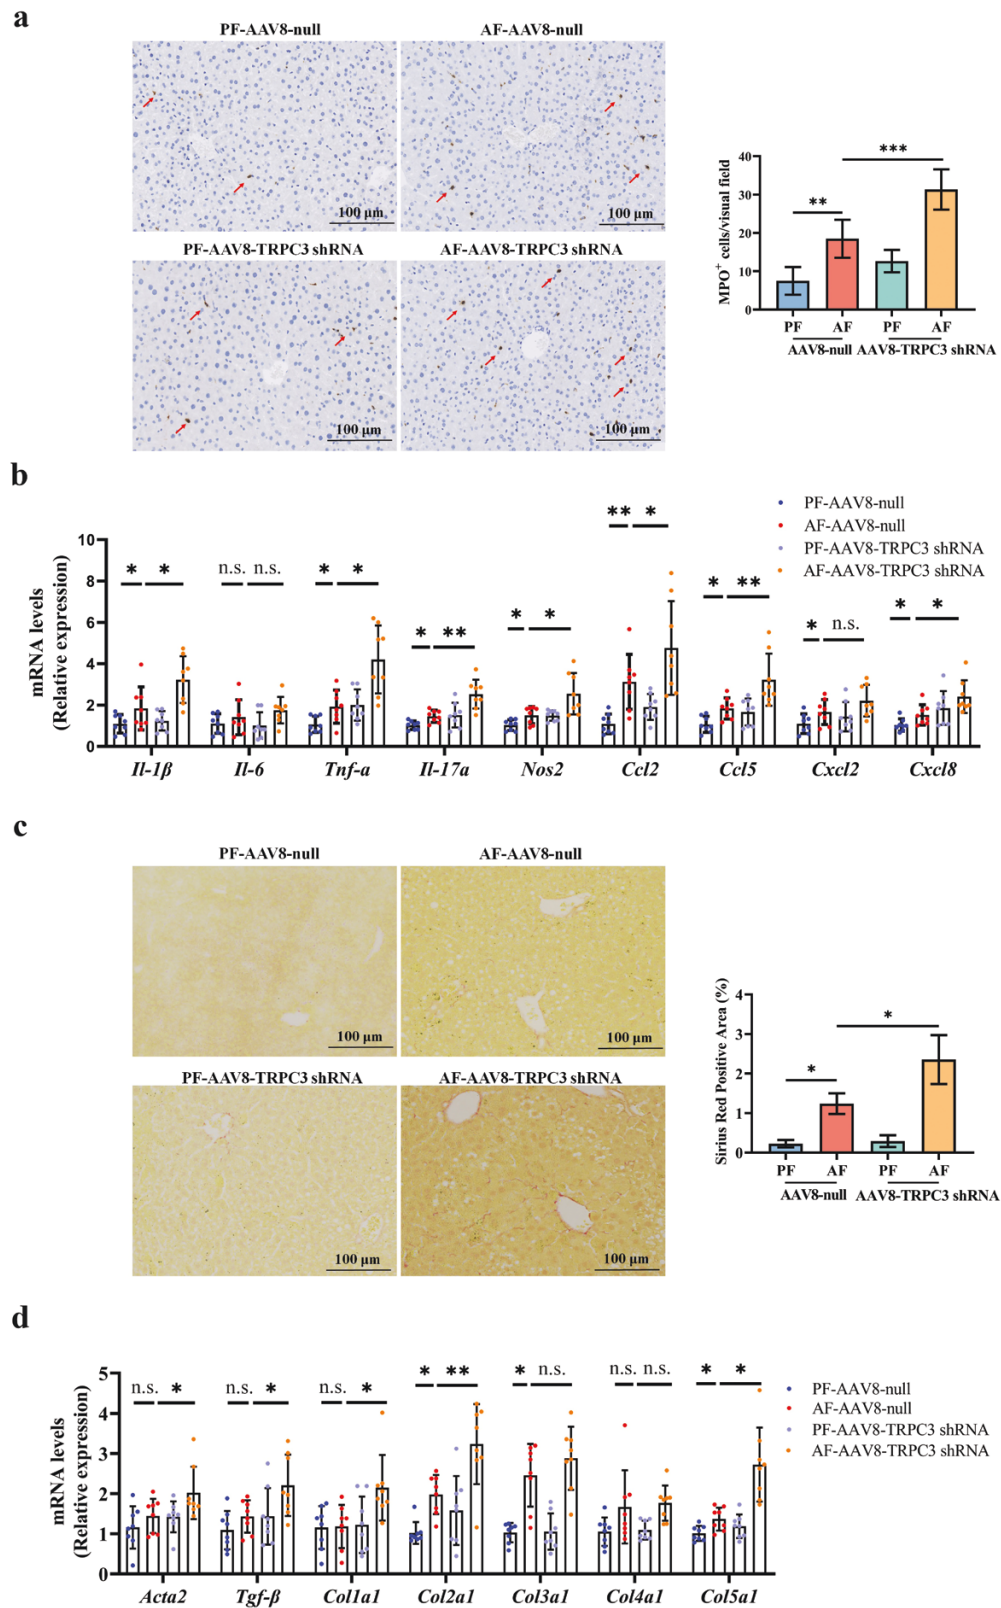 a
PF-AAV8-null
AF-AAV8-null
100 μm
100 μm
PF-AAV8-TRPC3 shRNA
AF-AAV8-TRPC3 shRNA
100 μm
100 μm
MPO+ cells/visual field
40
30
20
10
0
**
***
PF
AF
PF
AF
AAV8-null
AAV8-TRPC3 shRNA
b
PF-AAV8-null
AF-AAV8-null
PF-AAV8-TRPC3 shRNA
AF-AAV8-TRPC3 shRNA
mRNA levels
(Relative expression)
10
8
6
4
2
0
* * n.s. n.s. * * * ** * * ** * * ** * n.s. * *
Il-1β Il-6 Tnf-a Il-17a Nos2 Ccl2 Ccl5 Cxcl2 Cxcl8
c
PF-AAV8-null
AF-AAV8-null
100 μm
100 μm
PF-AAV8-TRPC3 shRNA
AF-AAV8-TRPC3 shRNA
100 μm
100 μm
Sirius Red Positive Area (%)
4
3
2
1
0
*
*
PF
AF
PF
AF
AAV8-null
AAV8-TRPC3 shRNA
d
PF-AAV8-null
AF-AAV8-null
PF-AAV8-TRPC3 shRNA
AF-AAV8-TRPC3 shRNA
mRNA levels
(Relative expression)
5
4
3
2
1
0
n.s. * n.s. * n.s. * * ** * n.s. n.s. n.s. * *
Acta2 Tgf-β Col1a1 Col2a1 Col3a1 Col4a1 Col5a1